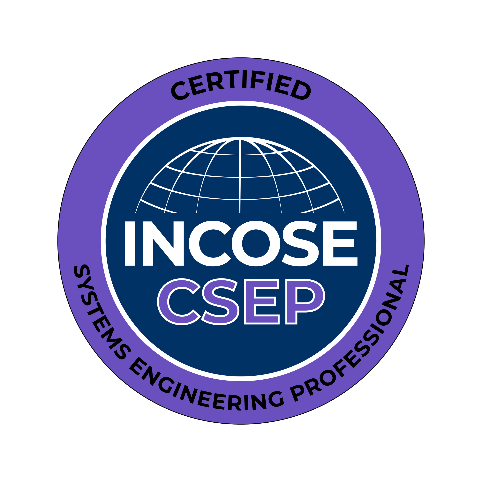 CERTIFIED
INCOSE
CSEP
SYSTEMS ENGINEERING PROFESSIONAL